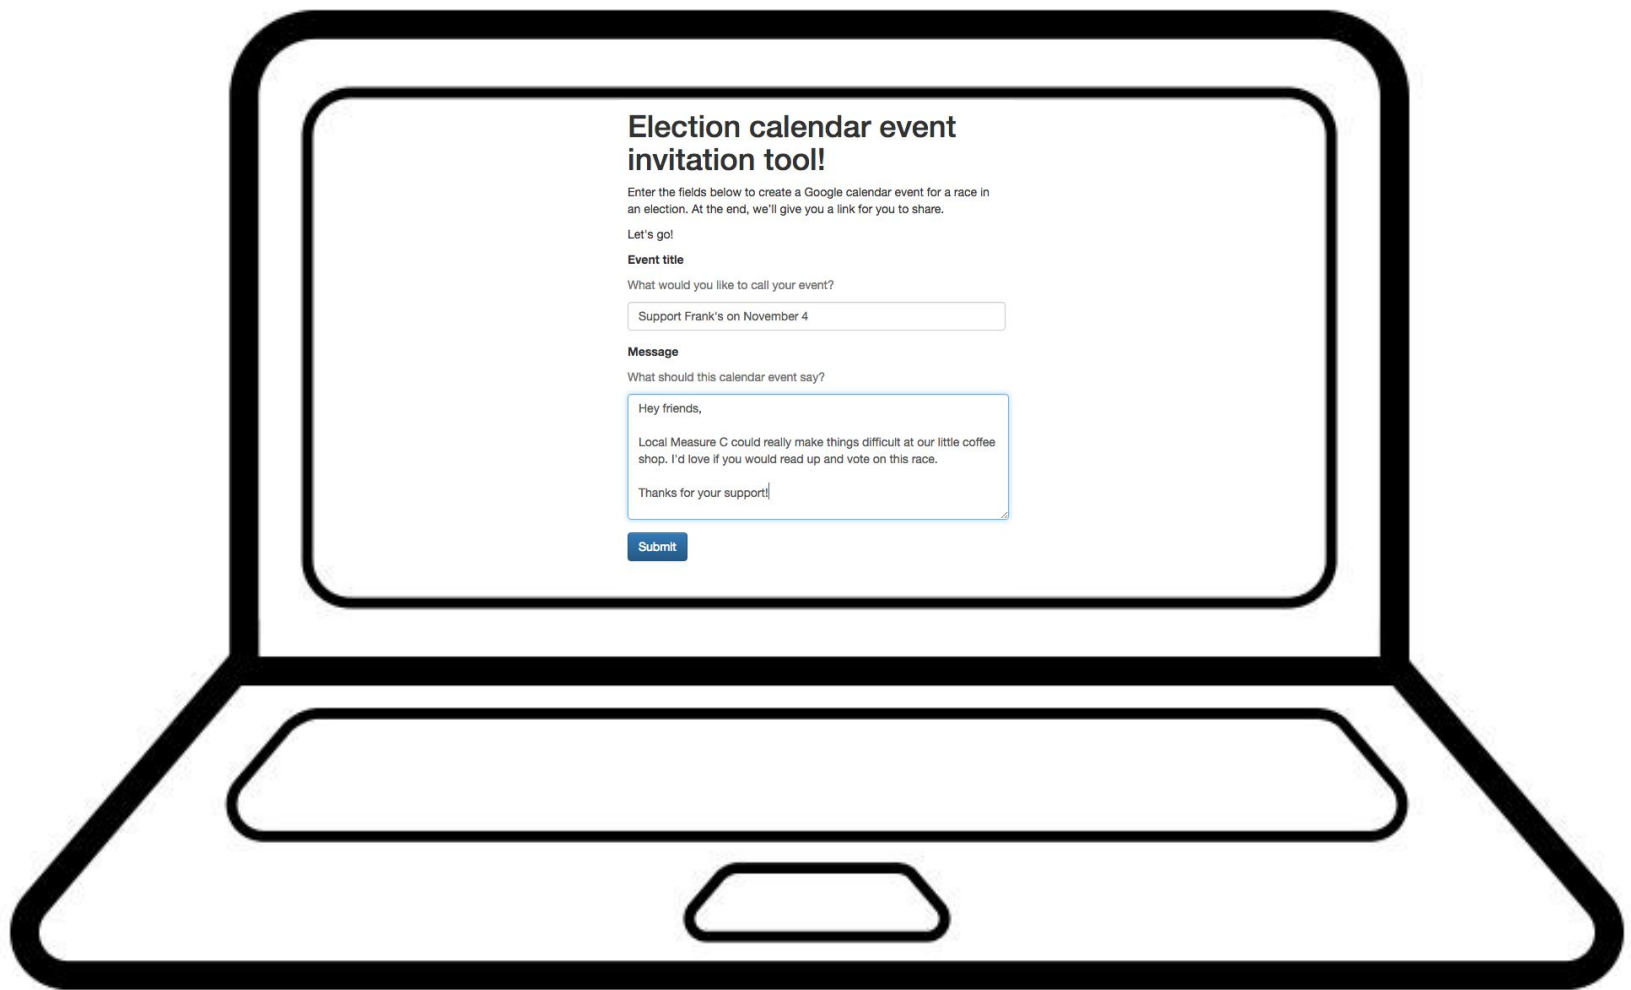 Election calendar event
invitation tool!
Enter the fields below to create a Google calendar event for a race in
an election. At the end, we'll give you a link for you to share.
Let's go!
Event title
What would you like to call your event?
Support Frank's on November 4
Message
What should this calendar event say?
Hey friends,
Local Measure C could really make things difficult at our little coffee
shop. I'd love if you would read up and vote on this race.
Thanks for your support!
Submit